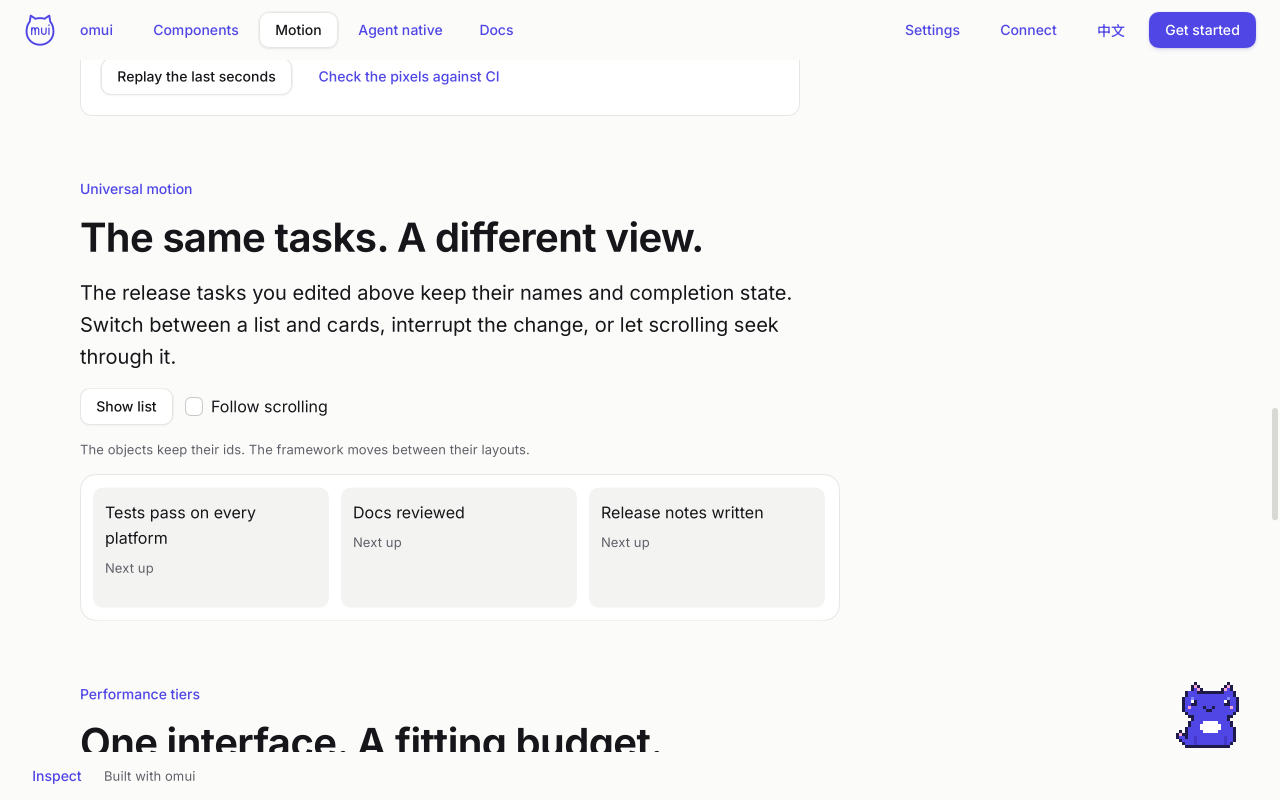 mui
omui
Components
Motion
Agent native
Docs
Settings
Connect
中文
Get started
Replay the last seconds
Check the pixels against CI
Universal motion
The same tasks. A different view.
The release tasks you edited above keep their names and completion state.
Switch between a list and cards, interrupt the change, or let scrolling seek
through it.
Show list
Follow scrolling
The objects keep their ids. The framework moves between their layouts.
Tests pass on every
platform
Next up
Docs reviewed
Next up
Release notes written
Next up
Performance tiers
One interface. A fitting budget.
Inspect
Built with omui